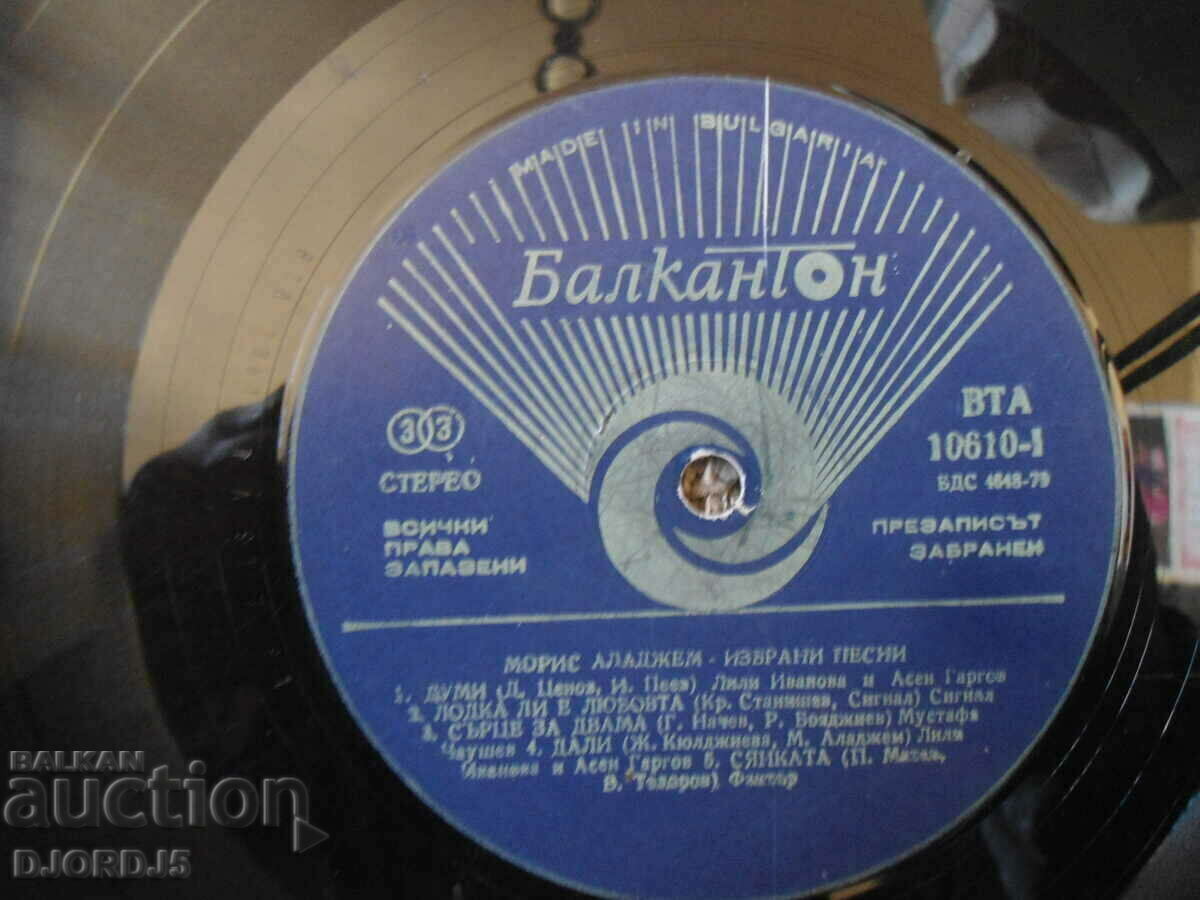 MADE IN BULGARIA
Балкантон
33
СТЕРЕО
ВСИЧКИ
ПРАВА
ЗАПАЗЕНИ
ВТА
10610-I
БДС 4648-79
ПРЕЗАПИСЪТ
ЗАБРАНЕН
МОРИС АЛАДЖЕМ - ИЗБРАНИ ПЕСНИ
1. ДУМИ (Д. Ценов, И. Пеев) Лили Иванова и Асен Гаргов
2. ЛОДКА ЛИ Е ЛЮБОВТА (Кр. Станишев, Сигнал) Сигнал
3. СЪРЦЕ ЗА ДВАМА (Г. Начев, Р. Бояджиев) Мустафа
Чаушев 4. ДАЛИ (Ж. Кюлджиева, М. Аладжем) Лили
Иванова и Асен Гаргов 5. СЯНКАТА (П. Матев,
В. Тодоров) Фактор
BALKAN
auction
DJORDJ5